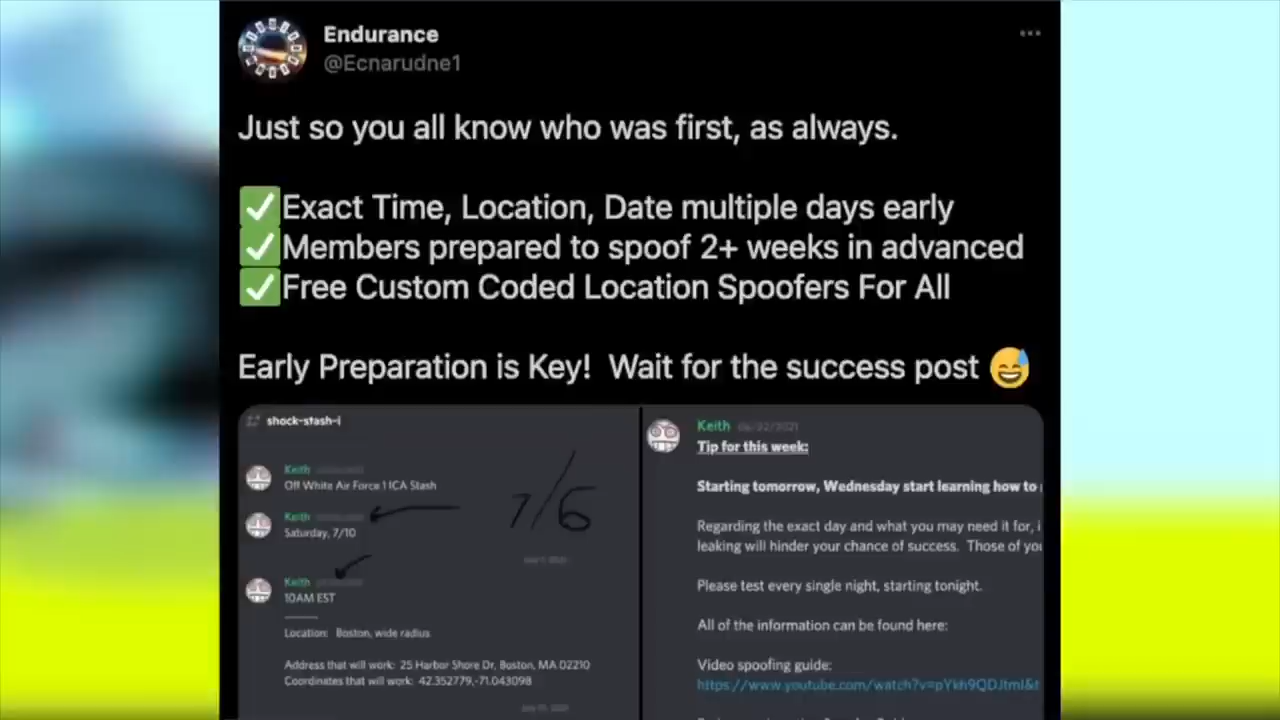 Endurance
@Ecnarudne1
Just so you all know who was first, as always.
✅Exact Time, Location, Date multiple days early
✅Members prepared to spoof 2+ weeks in advanced
✅Free Custom Coded Location Spoofers For All
Early Preparation is Key!  Wait for the success post 😅
shock-stash-i
Keith
Off White Air Force 1 ICA Stash
Keith
Saturday, 7/10
7/6
Keith
10AM EST
Location:  Boston, wide radius
Address that will work:  25 Harbor Shore Dr, Boston, MA 02210
Coordinates that will work:  42.352779,-71.043098
Keith 06/22/2021
Tip for this week:
Starting tomorrow, Wednesday start learning how to
Regarding the exact day and what you may need it for, i
leaking will hinder your chance of success.  Those of you
Please test every single night, starting tonight.
All of the information can be found here:
Video spoofing guide: